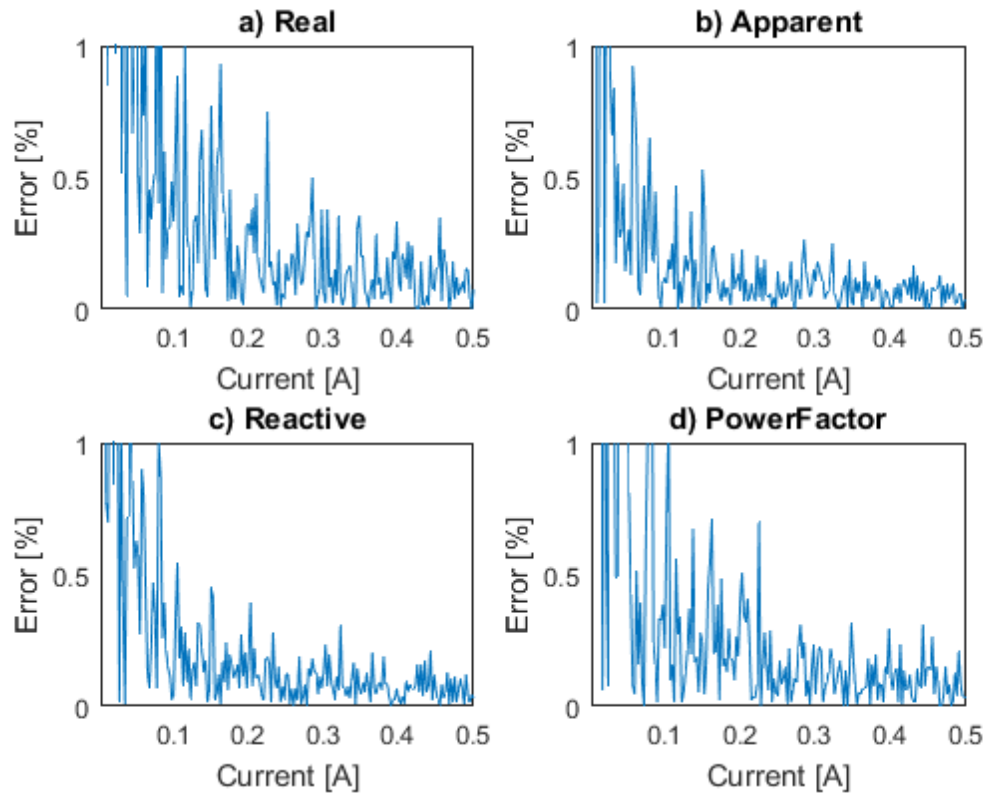 a) Real
1
0.5
0
Error [%]
0.1 0.2 0.3 0.4 0.5
Current [A]
b) Apparent
1
0.5
0
Error [%]
0.1 0.2 0.3 0.4 0.5
Current [A]
c) Reactive
1
0.5
0
Error [%]
0.1 0.2 0.3 0.4 0.5
Current [A]
d) PowerFactor
1
0.5
0
Error [%]
0.1 0.2 0.3 0.4 0.5
Current [A]